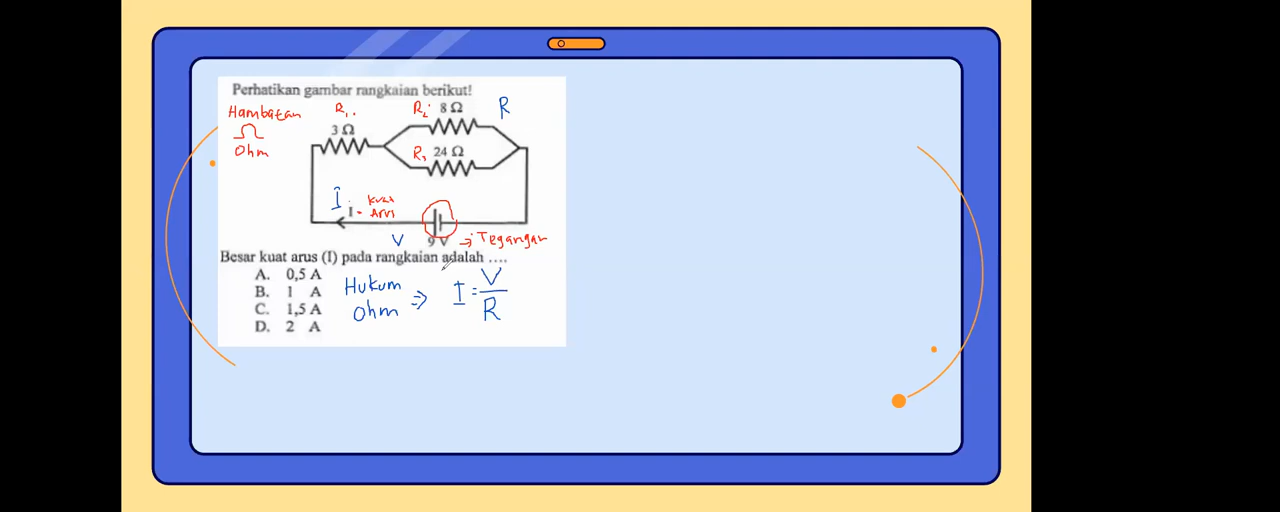 Perhatikan gambar rangkaian berikut!
Hambatan
Ω
Ohm
R₁
3 Ω
R₂ 8 Ω
R
R₃ 24 Ω
I
I
kuat
Arus
V
9 V → Tegangan
Besar kuat arus (I) pada rangkaian adalah ….
A. 0,5 A
B. 1 A
C. 1,5 A
D. 2 A
Hukum
Ohm ⇒ I = V/R